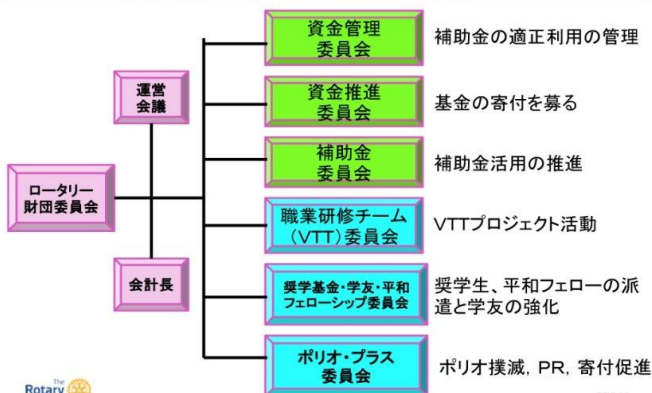 資金管理
委員会
補助金の適正利用の管理
運営
会議
資金推進
委員会
基金の寄付を募る
補助金
委員会
補助金活用の推進
ロータリー
財団委員会
職業研修チーム
（VTT）委員会
VTTプロジェクト活動
会計長
奨学基金・学友・平和
フェローシップ委員会
奨学生、平和フェローの派
遣と学友の強化
ポリオ・プラス
委員会
ポリオ撲滅，PR，寄付促進
The
Rotary